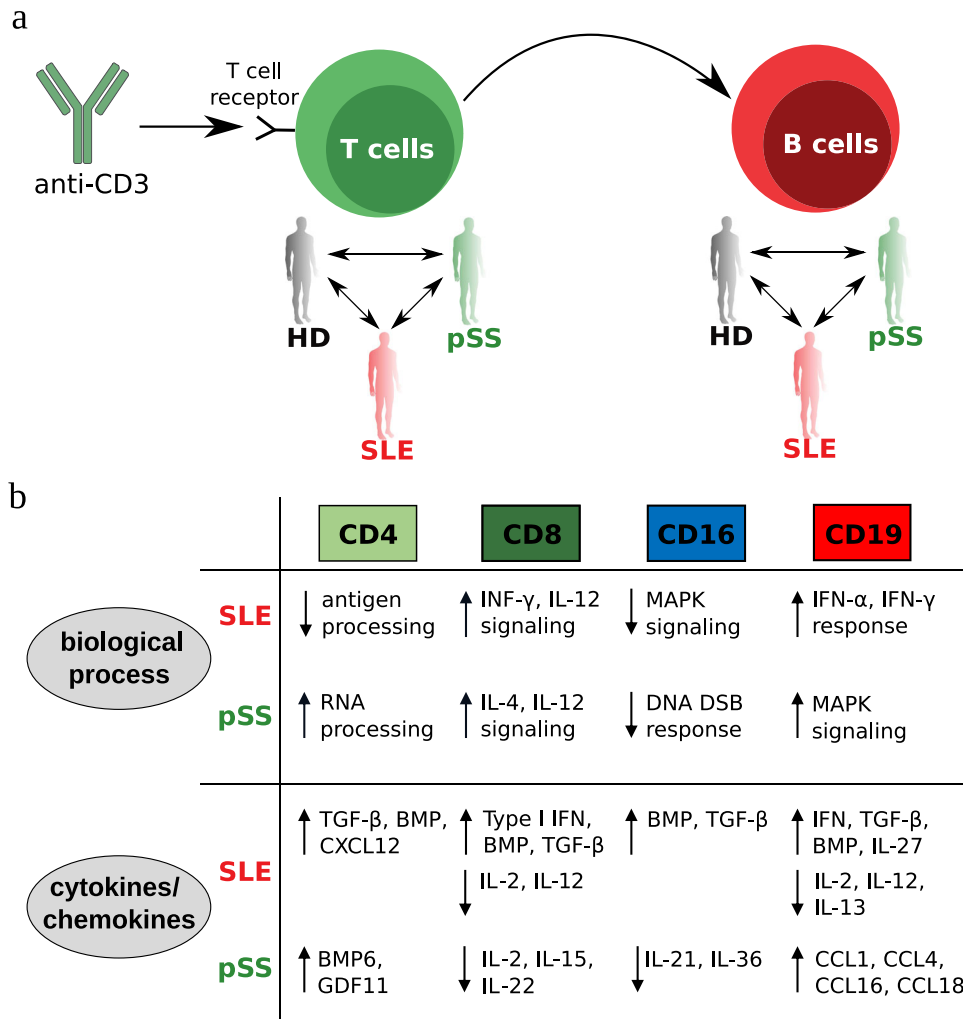 a
T cell
receptor
anti-CD3
T cells
B cells
HD
pSS
SLE
HD
pSS
SLE
b
CD4
CD8
CD16
CD19
biological
process
SLE
antigen
processing
INF-γ, IL-12
signaling
MAPK
signaling
IFN-α, IFN-γ
response
pSS
RNA
processing
IL-4, IL-12
signaling
DNA DSB
response
MAPK
signaling
cytokines/
chemokines
SLE
TGF-β, BMP,
CXCL12
Type I IFN,
BMP, TGF-β
IL-2, IL-12
BMP, TGF-β
IFN, TGF-β,
BMP, IL-27
IL-2, IL-12,
IL-13
pSS
BMP6,
GDF11
IL-2, IL-15,
IL-22
IL-21, IL-36
CCL1, CCL4,
CCL16, CCL18